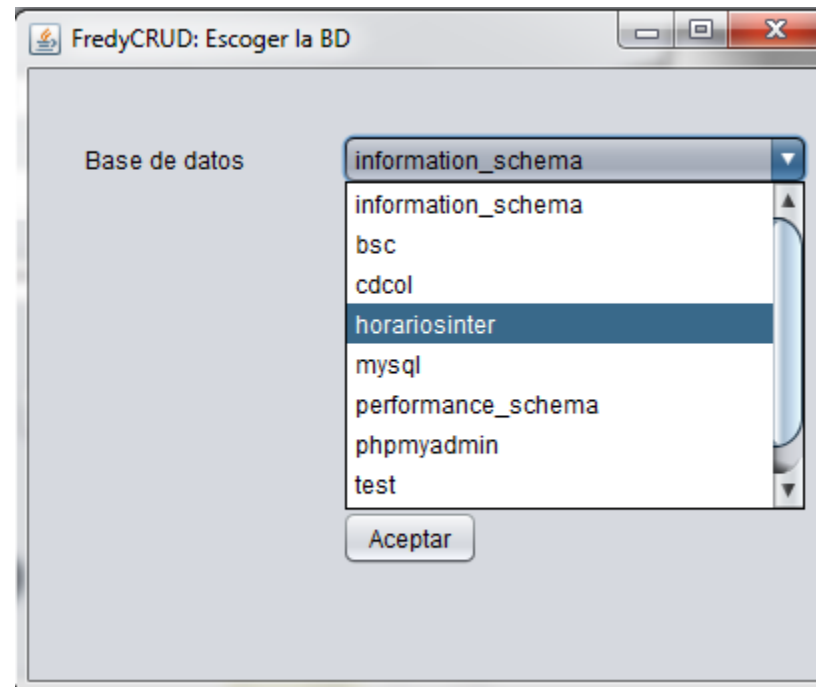 FredyCRUD: Escoger la BD
Base de datos information_schema
information_schema
bsc
cdcol
horariosinter
mysql
performance_schema
phpmyadmin
test
Aceptar